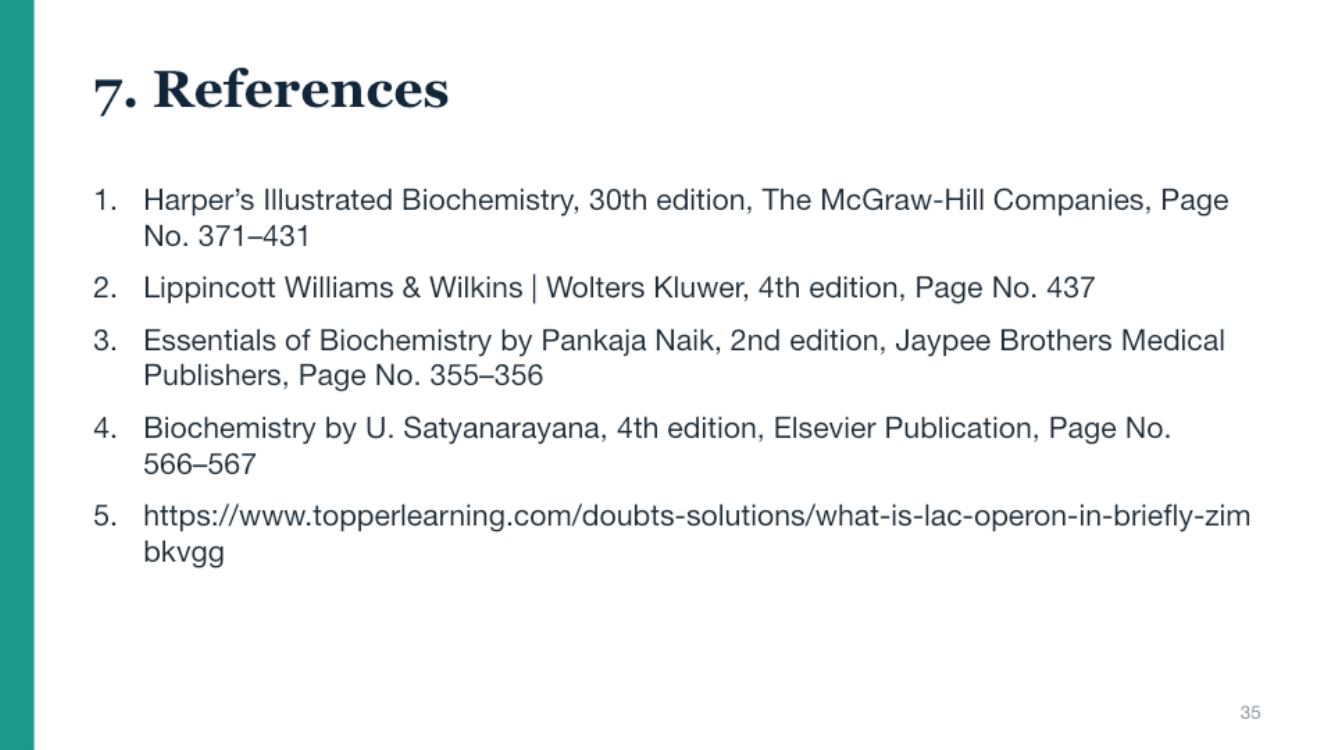 7. References
1. Harper’s Illustrated Biochemistry, 30th edition, The McGraw-Hill Companies, Page
No. 371–431
2. Lippincott Williams & Wilkins | Wolters Kluwer, 4th edition, Page No. 437
3. Essentials of Biochemistry by Pankaja Naik, 2nd edition, Jaypee Brothers Medical
Publishers, Page No. 355–356
4. Biochemistry by U. Satyanarayana, 4th edition, Elsevier Publication, Page No.
566–567
5. https://www.topperlearning.com/doubts-solutions/what-is-lac-operon-in-briefly-zim
bkvgg
35